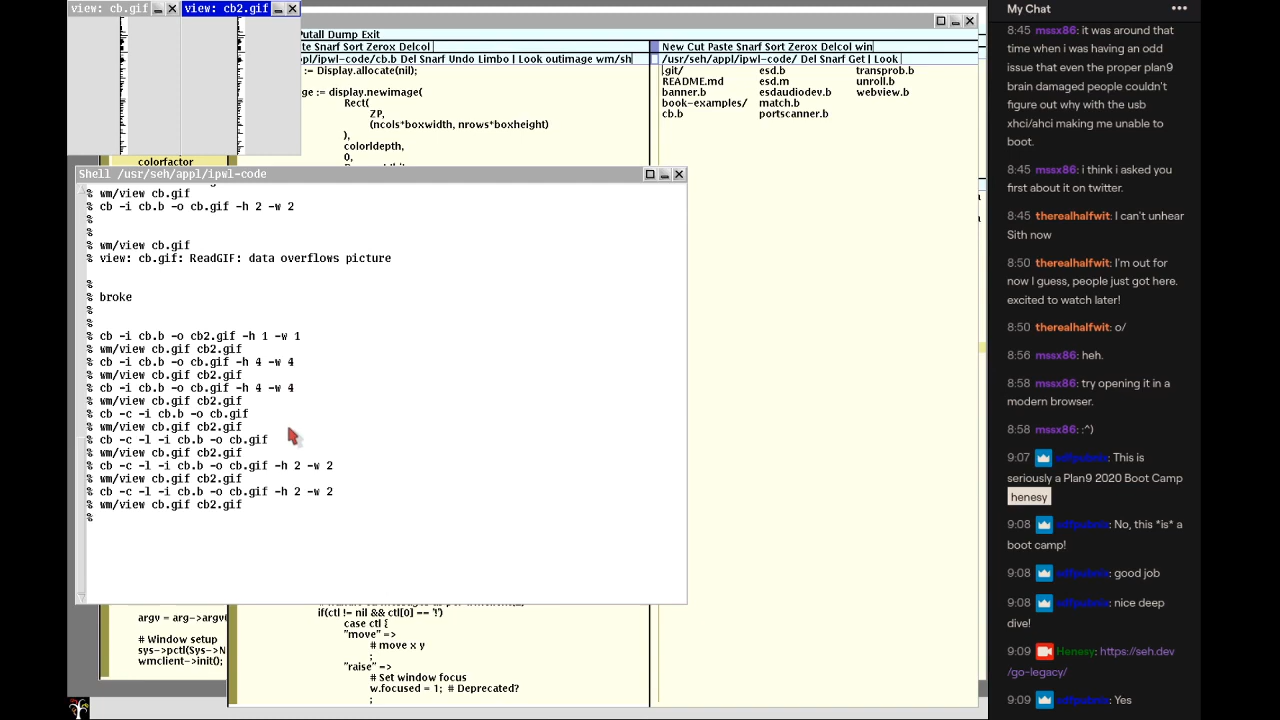 view: cb.gif
view: cb2.gif
Putall Dump Exit
te Snarf Sort Zerox Delcol
pl/ipwl-code/cb.b Del Snarf Undo Limbo | Look outimage wm/sh
:= Display.allocate(nil);
ge := display.newimage(
Rect(
ZP,
(ncols*boxwidth, nrows*boxheight)
),
colorIdepth,
0,
colorfactor
New Cut Paste Snarf Sort Zerox Delcol win
/usr/seh/appl/ipwl-code/ Del Snarf Get | Look
.git/ esd.b transprob.b
README.md esd.m unroll.b
banner.b esdaudiodev.b webview.b
book-examples/ match.b
cb.b portscanner.b
Shell /usr/seh/appl/ipwl-code
% wm/view cb.gif
% cb -i cb.b -o cb.gif -h 2 -w 2
%
%
% wm/view cb.gif
% view: cb.gif: ReadGIF: data overflows picture
%
% broke
%
%
% cb -i cb.b -o cb2.gif -h 1 -w 1
% wm/view cb.gif cb2.gif
% cb -i cb.b -o cb.gif -h 4 -w 4
% wm/view cb.gif cb2.gif
% cb -i cb.b -o cb.gif -h 4 -w 4
% wm/view cb.gif cb2.gif
% cb -c -i cb.b -o cb.gif
% wm/view cb.gif cb2.gif
% cb -c -l -i cb.b -o cb.gif
% wm/view cb.gif cb2.gif
% cb -c -l -i cb.b -o cb.gif -h 2 -w 2
% wm/view cb.gif cb2.gif
% cb -c -l -i cb.b -o cb.gif -h 2 -w 2
% wm/view cb.gif cb2.gif
%
argv = arg->argv(
# Window setup
sys->pctl(Sys->N
wmclient->init();
if(ctl != nil && ctl[0] == '!')
case ctl {
"move" =>
# move x y
;
"raise" =>
# Set window focus
w.focused = 1; # Deprecated?
;
My Chat
8:45 mssx86: it was around that
time when i was having an odd
issue that even the proper plan9
brain damaged people couldn't
figure out why with the usb
xhci/ahci making me unable to
boot.
8:45 mssx86: i think i asked you
first about it on twitter.
8:45 therealhalfwit: I can't unhear
Sith now
8:50 therealhalfwit: I'm out for
now I guess, people just got here.
excited to watch later!
8:50 therealhalfwit: o/
8:56 mssx86: heh.
8:58 mssx86: try opening it in a
modern browser.
8:58 mssx86: :^)
9:07 sdfpubnix: This is
seriously a Plan9 2020 Boot Camp
henesy
9:08 sdfpubnix: No, this *is* a
boot camp!
9:08 sdfpubnix: good job
9:08 sdfpubnix: nice deep
dive!
9:09 Henesy: https://seh.dev
/go-legacy/
9:09 sdfpubnix: Yes